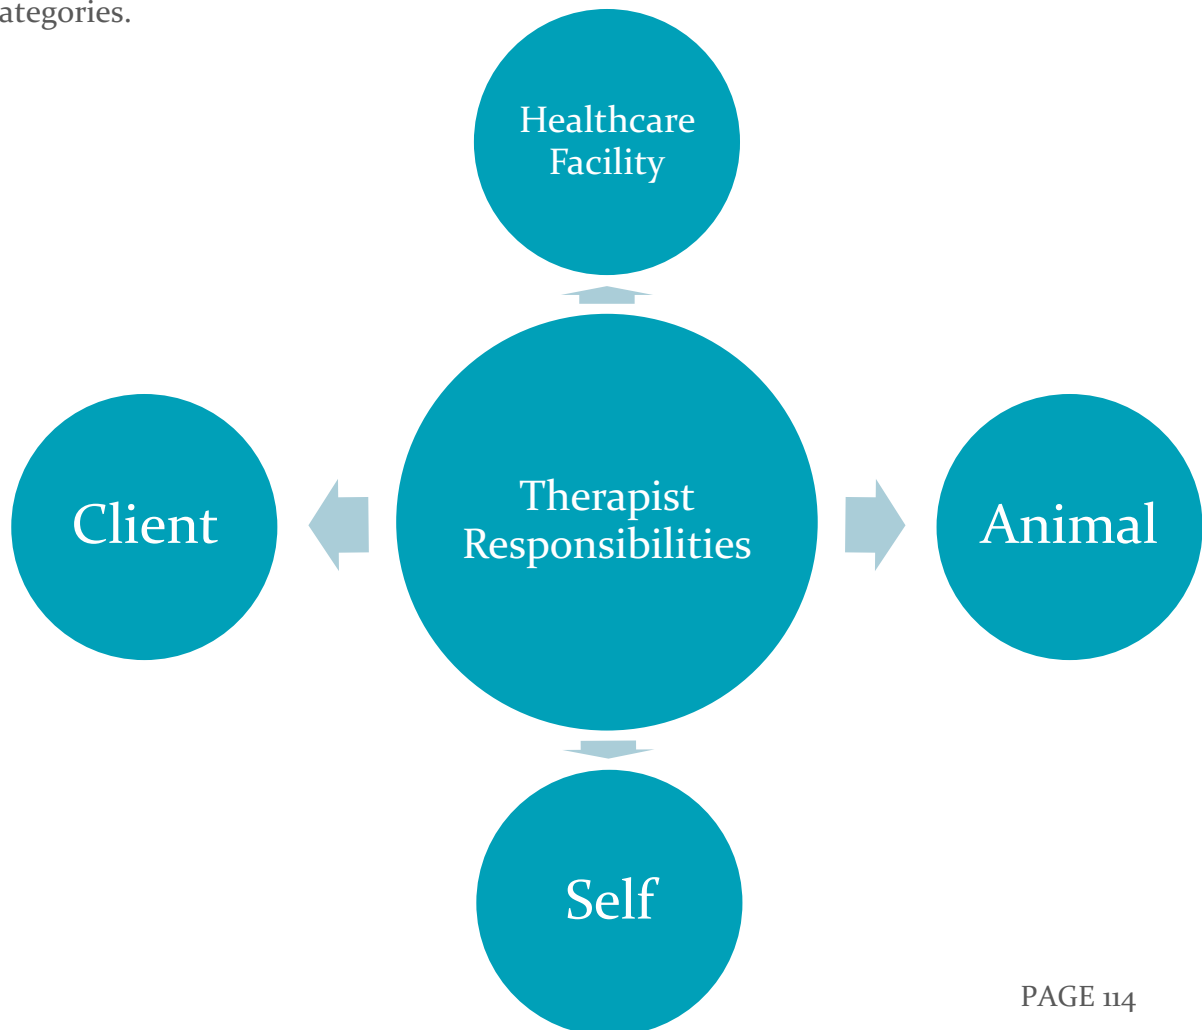 ategories.
Healthcare
Facility
Therapist
Responsibilities
Client
Animal
Self
PAGE 114